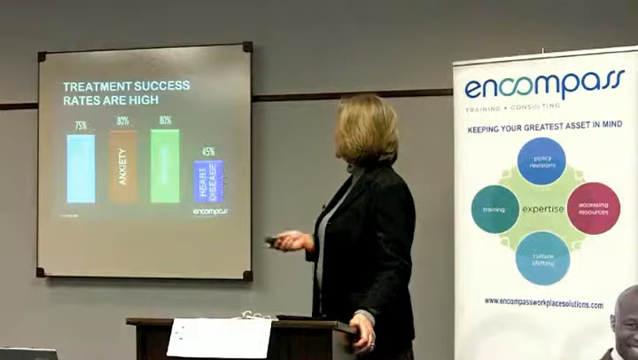 TREATMENT SUCCESS
RATES ARE HIGH
75%
80%
80%
45%
ANXIETY
HEART
DISEASE
encompass
encompass
TRAINING • CONSULTING
KEEPING YOUR GREATEST ASSET IN MIND
policy
revisions
training
expertise
accessing
resources
culture
shifting
www.encompassworkplacesolutions.com